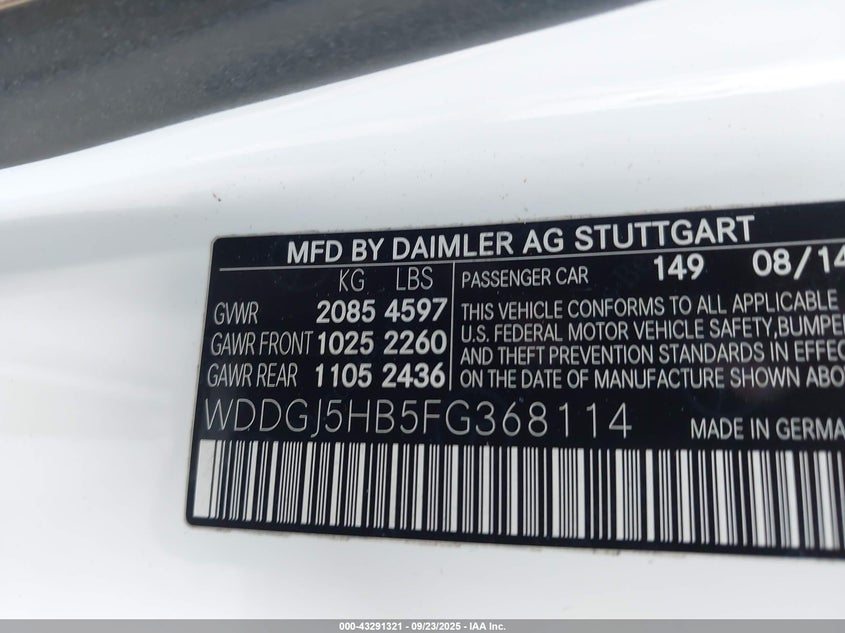 MFD BY DAIMLER AG STUTTGART
KG LBS
GVWR 2085 4597
GAWR FRONT 1025 2260
GAWR REAR 1105 2436
PASSENGER CAR 149 08/14
THIS VEHICLE CONFORMS TO ALL APPLICABLE
U.S. FEDERAL MOTOR VEHICLE SAFETY,BUMPE
AND THEFT PREVENTION STANDARDS IN EFFEC
ON THE DATE OF MANUFACTURE SHOWN ABO
WDDGJ5HB5FG368114 MADE IN GERMA
000-43291321 - 09/23/2025 - IAA Inc.